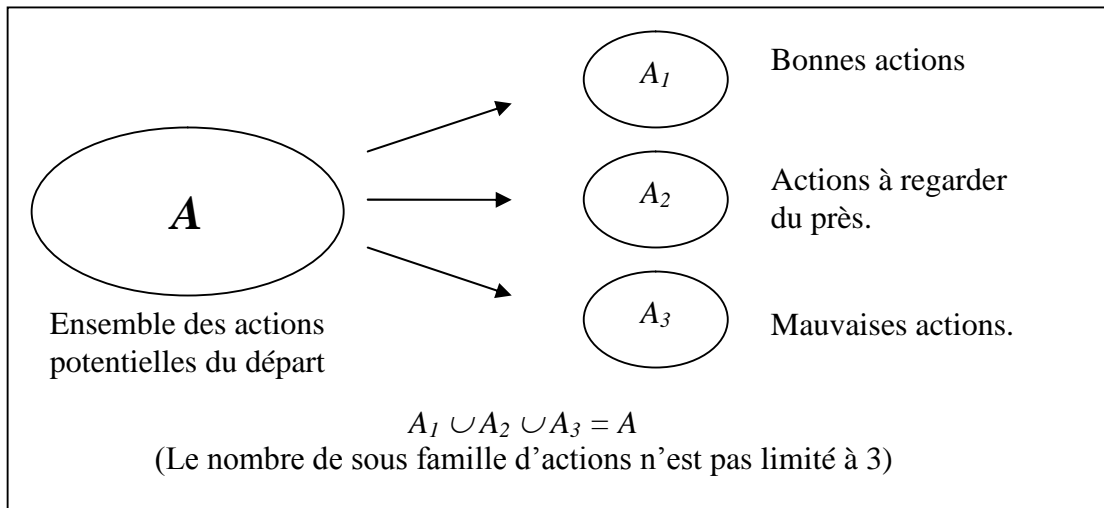 A₁
Bonnes actions
A
A₂
Actions à regarder
du près.
A₃
Mauvaises actions.
Ensemble des actions
potentielles du départ
A₁ ∪ A₂ ∪ A₃ = A
(Le nombre de sous famille d’actions n’est pas limité à 3)